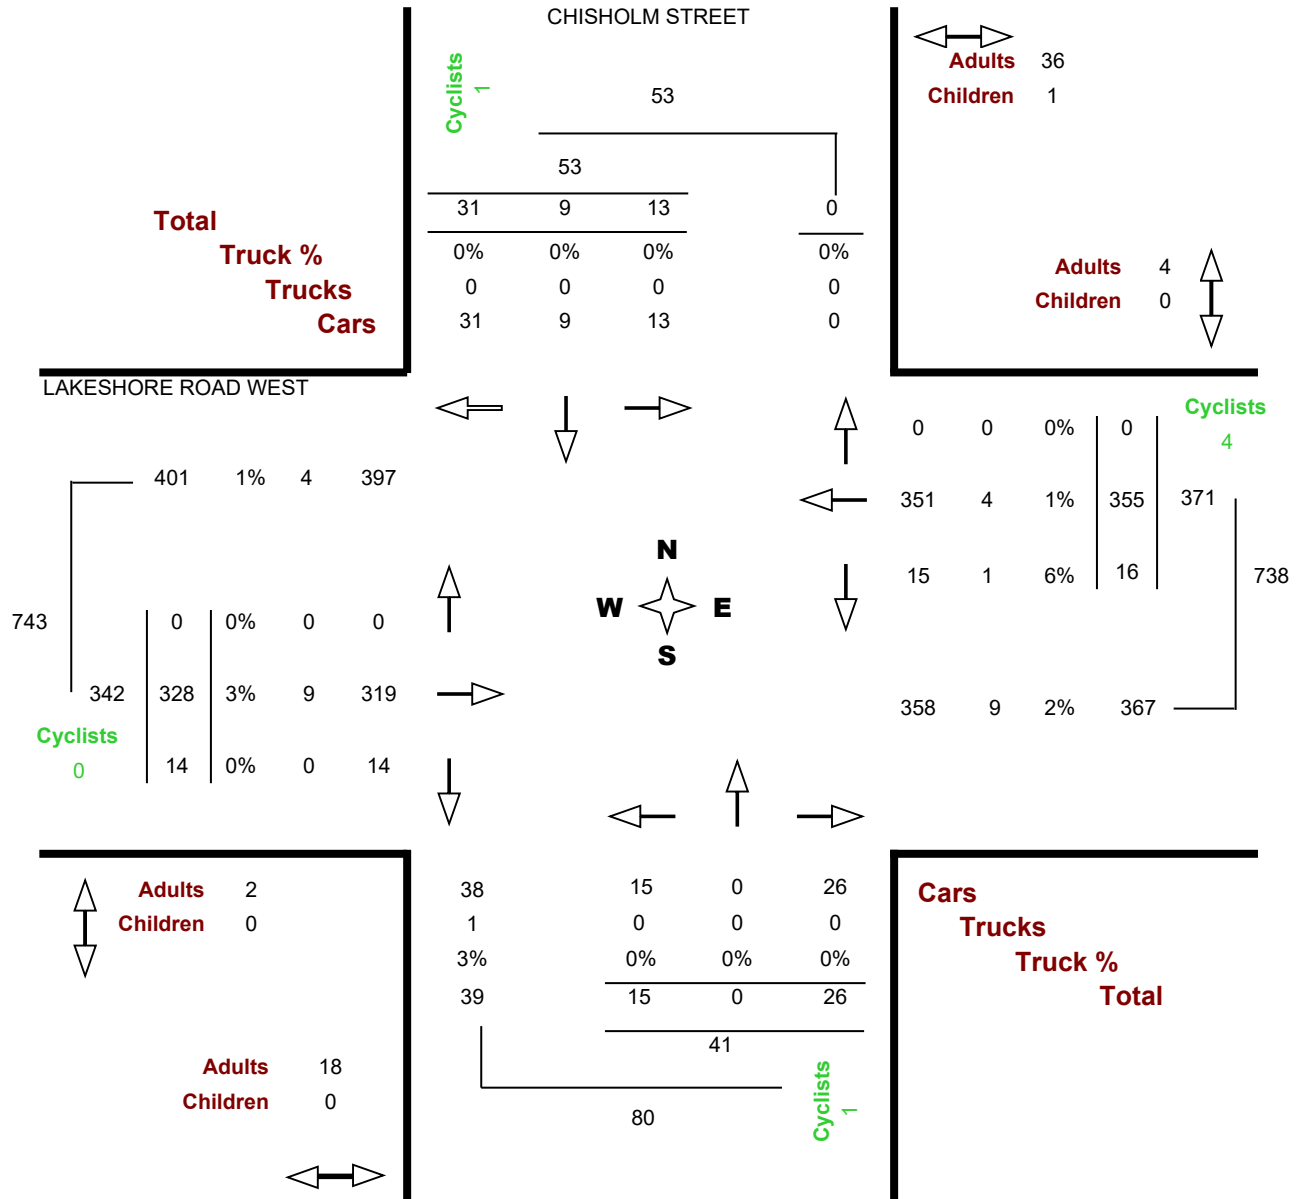 CHISHOLM STREET
Cyclists
1
53
Adults 36
Children 1
53
31 9 13 0
Total
0% 0% 0% 0%
Truck %
0 0 0 0
Trucks
31 9 13 0
Cars
Adults 4
Children 0
LAKESHORE ROAD WEST
Cyclists
4
0 0 0% 0
401 1% 4 397
351 4 1% 355 371
N
W E
S
15 1 6% 16
738
743
0 0% 0 0
342 328 3% 9 319
358 9 2% 367
Cyclists
0
14 0% 0 14
Adults 2
Children 0
38 15 0 26
1 0 0 0
3% 0% 0% 0%
39 15 0 26
Cars
Trucks
Truck %
Total
41
Adults 18
Children 0
Cyclists
1
80